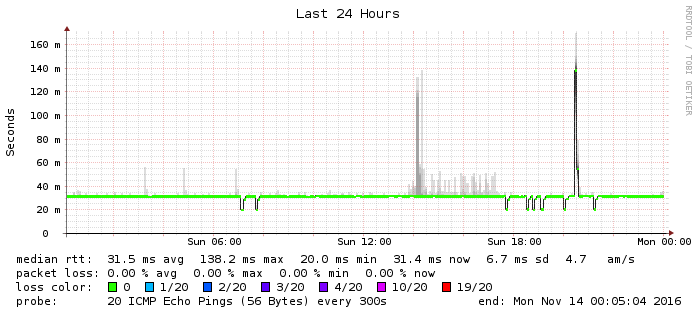 Last 24 Hours
RRDTOOL / TOBI OETIKER
Seconds
160 m
140 m
120 m
100 m
80 m
60 m
40 m
20 m
0
Sun 06:00 Sun 12:00 Sun 18:00 Mon 00:00
median rtt: 31.5 ms avg 138.2 ms max 20.0 ms min 31.4 ms now 6.7 ms sd 4.7 am/s
packet loss: 0.00 % avg 0.00 % max 0.00 % min 0.00 % now
loss color: 0 1/20 2/20 3/20 4/20 10/20 19/20
probe: 20 ICMP Echo Pings (56 Bytes) every 300s end: Mon Nov 14 00:05:04 2016